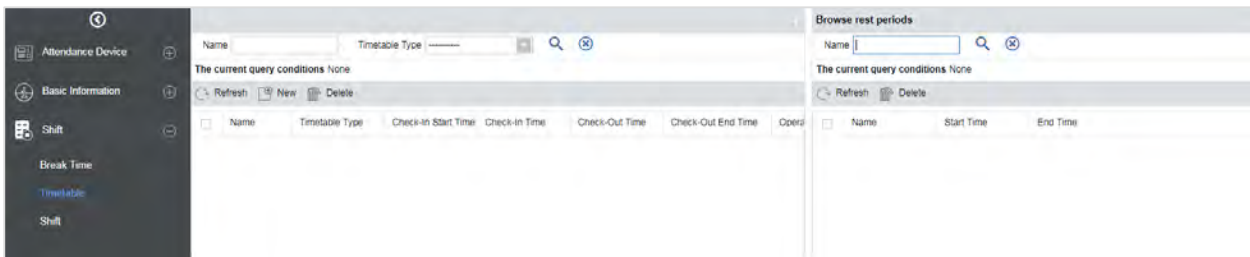 Attendance Device
Basic Information
Shift
Break Time
Timetable
Shift
Name Timetable Type ----------
The current query conditions None
Refresh New Delete
Name Timetable Type Check-In Start Time Check-In Time Check-Out Time Check-Out End Time Opera
Browse rest periods
Name
The current query conditions None
Refresh Delete
Name Start Time End Time